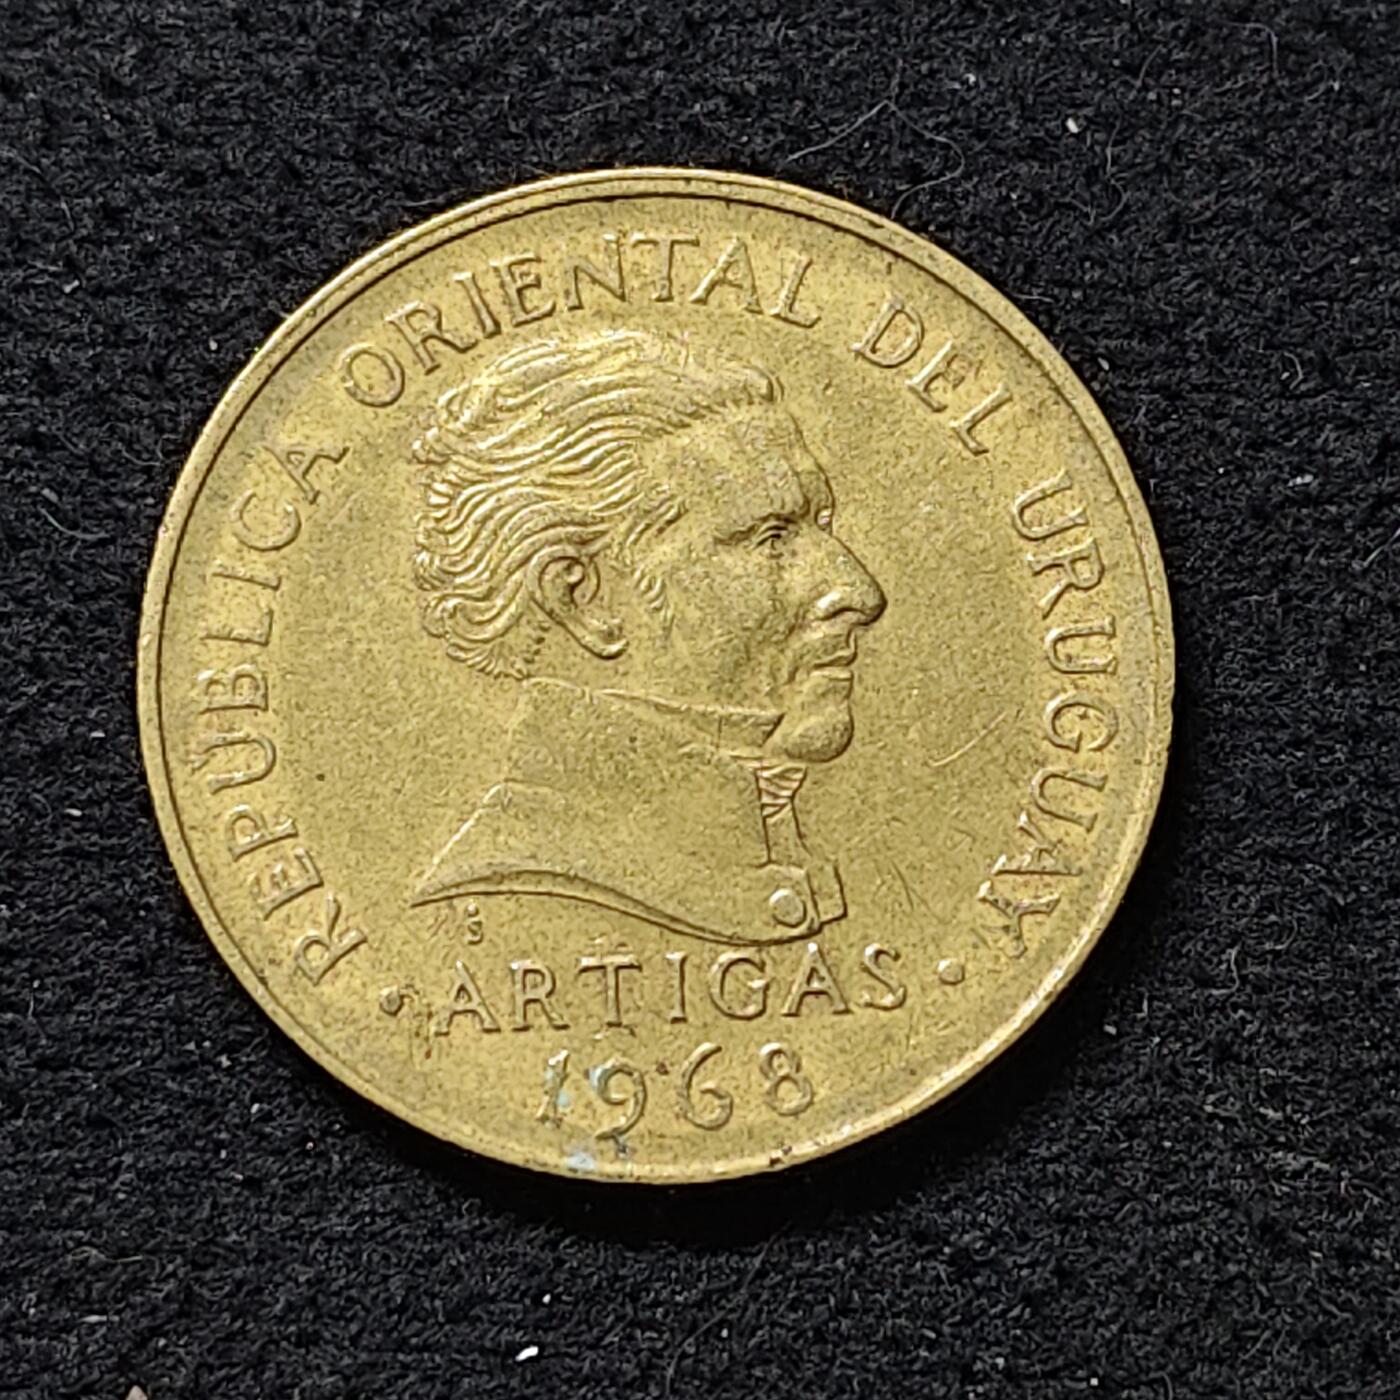 REPUBLICA ORIENTAL DEL URUGUAY
• ARTIGAS •
1968